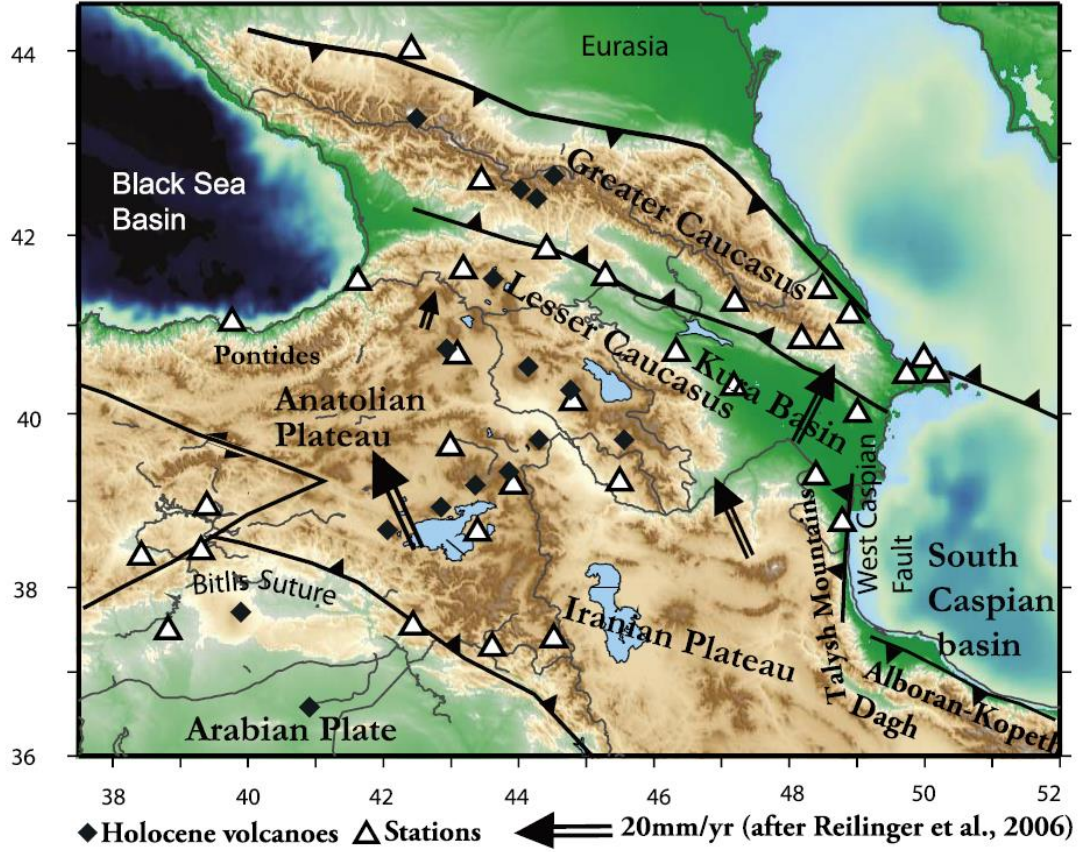 44
Eurasia
Black Sea
Basin
Greater Caucasus
42
Lesser Caucasus
Pontides
Kura Basin
Anatolian
Plateau
40
West Caspian
Fault
Talysh Mountains
South
Caspian
basin
38
Bitlis Suture
Iranian Plateau
Alboran-Kopeth
Dagh
Arabian Plate
36
38 40 42 44 46 48 50 52
Holocene volcanoes Stations 20mm/yr (after Reilinger et al., 2006)